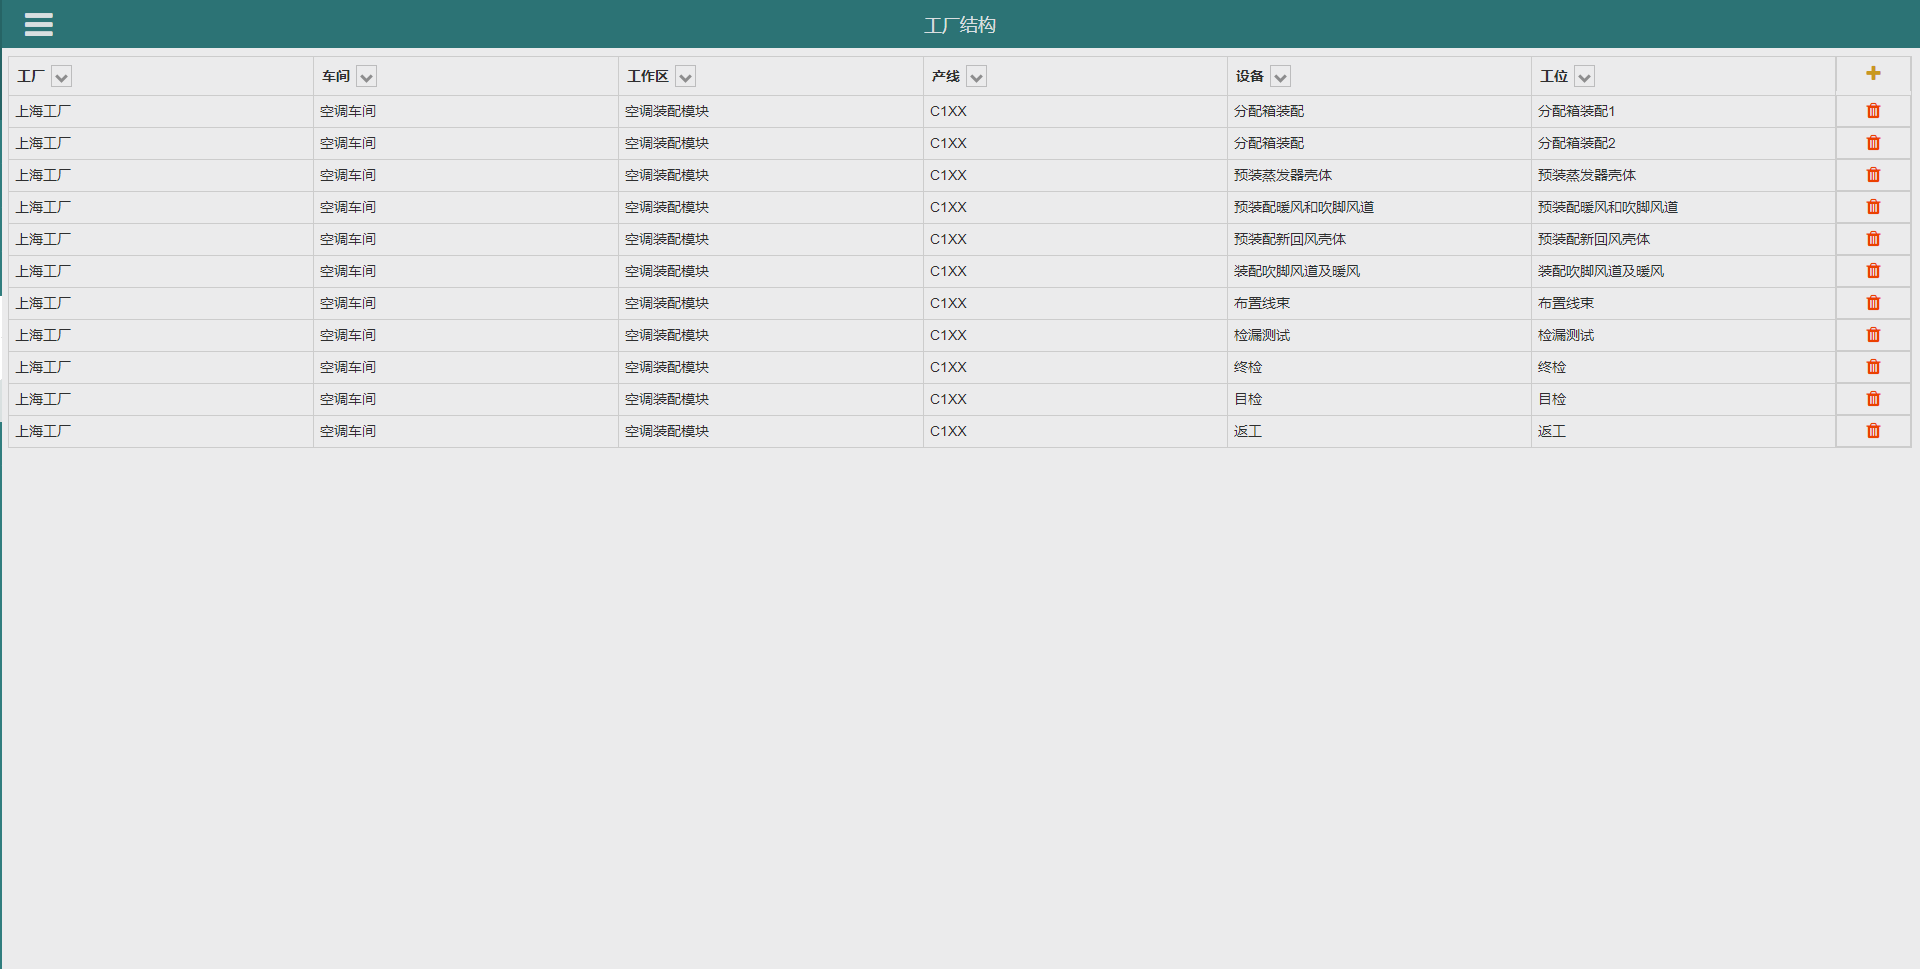 工厂结构
工厂 车间 工作区 产线 设备 工位
上海工厂 空调车间 空调装配模块 C1XX 分配箱装配 分配箱装配1
上海工厂 空调车间 空调装配模块 C1XX 分配箱装配 分配箱装配2
上海工厂 空调车间 空调装配模块 C1XX 预装蒸发器壳体 预装蒸发器壳体
上海工厂 空调车间 空调装配模块 C1XX 预装配暖风和吹脚风道 预装配暖风和吹脚风道
上海工厂 空调车间 空调装配模块 C1XX 预装配新回风壳体 预装配新回风壳体
上海工厂 空调车间 空调装配模块 C1XX 装配吹脚风道及暖风 装配吹脚风道及暖风
上海工厂 空调车间 空调装配模块 C1XX 布置线束 布置线束
上海工厂 空调车间 空调装配模块 C1XX 检漏测试 检漏测试
上海工厂 空调车间 空调装配模块 C1XX 终检 终检
上海工厂 空调车间 空调装配模块 C1XX 目检 目检
上海工厂 空调车间 空调装配模块 C1XX 返工 返工